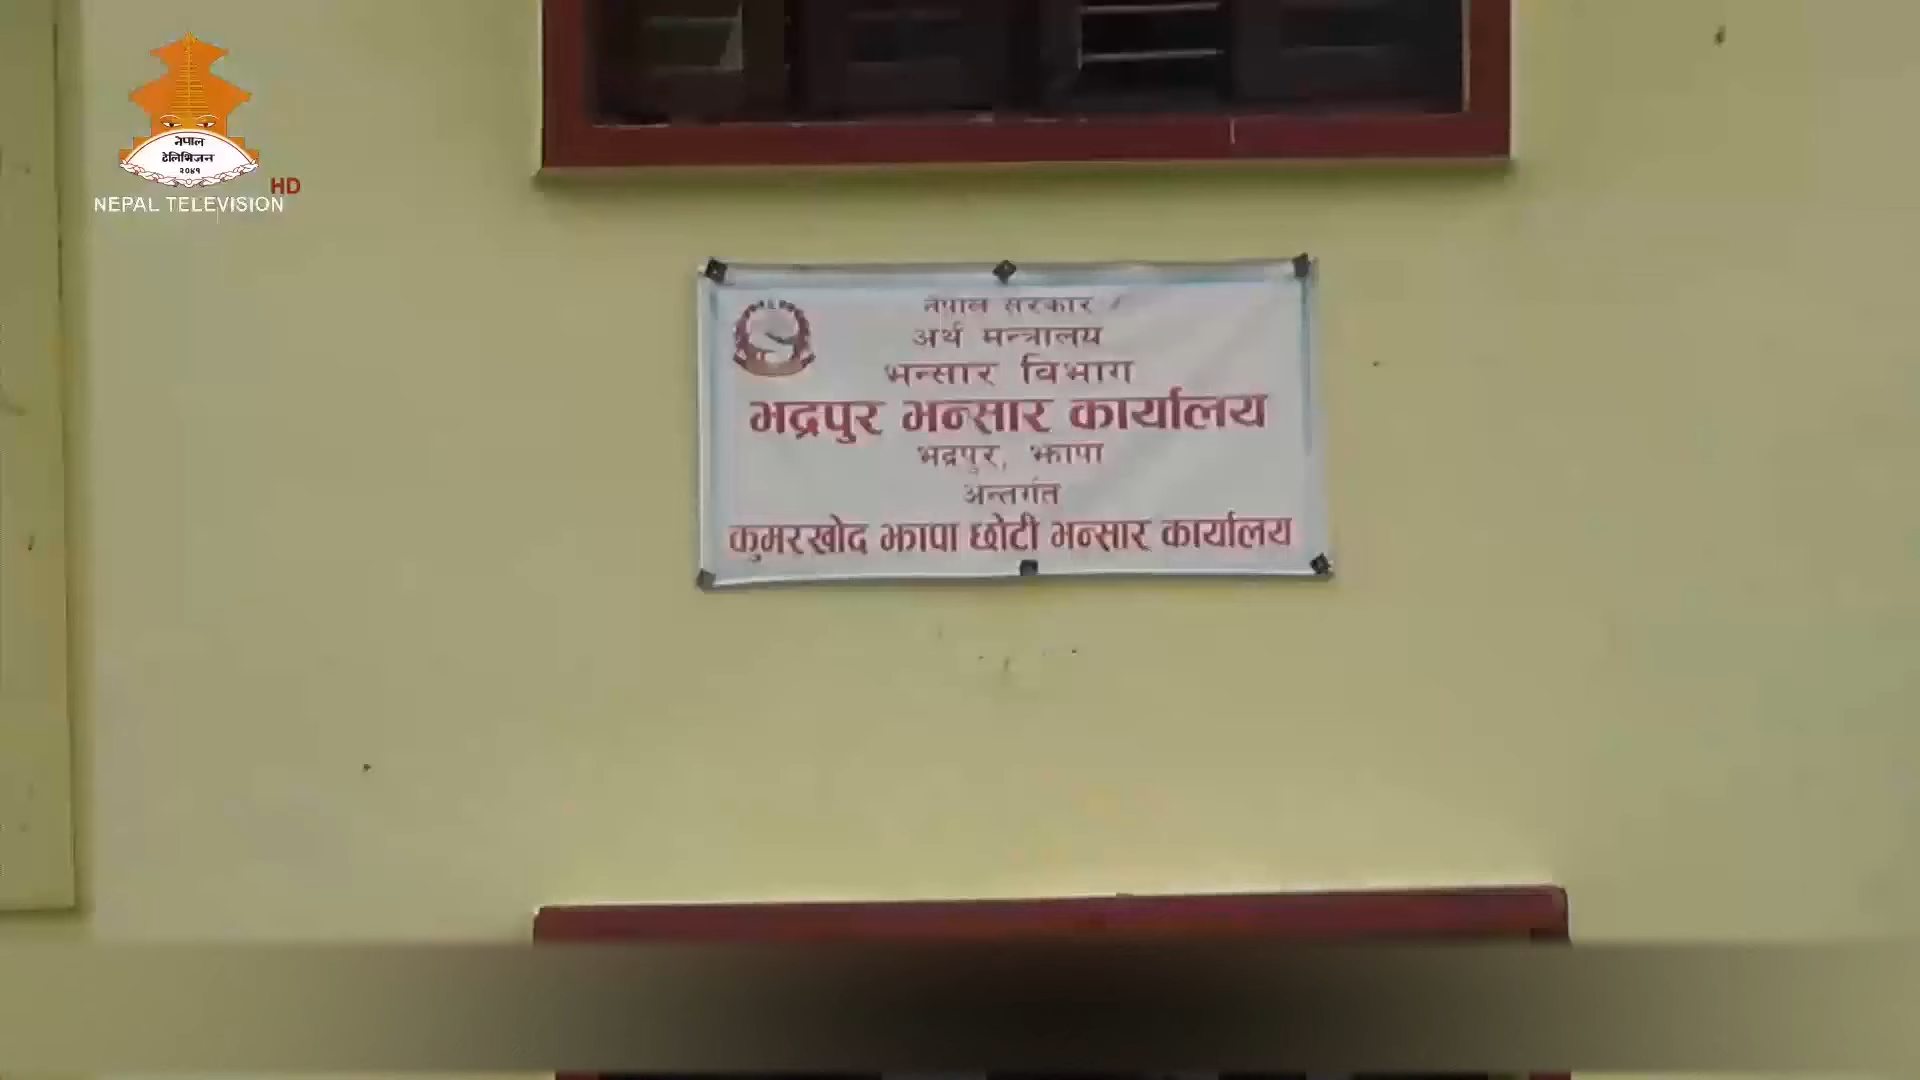 नेपाल
टेलिभिजन
२०४१
HD
NEPAL TELEVISION
नेपाल सरकार
अर्थ मन्त्रालय
भन्सार विभाग
भद्रपुर भन्सार कार्यालय
भद्रपुर, झापा
अन्तर्गत
कुमरखोद झापा छोटी भन्सार कार्यालय